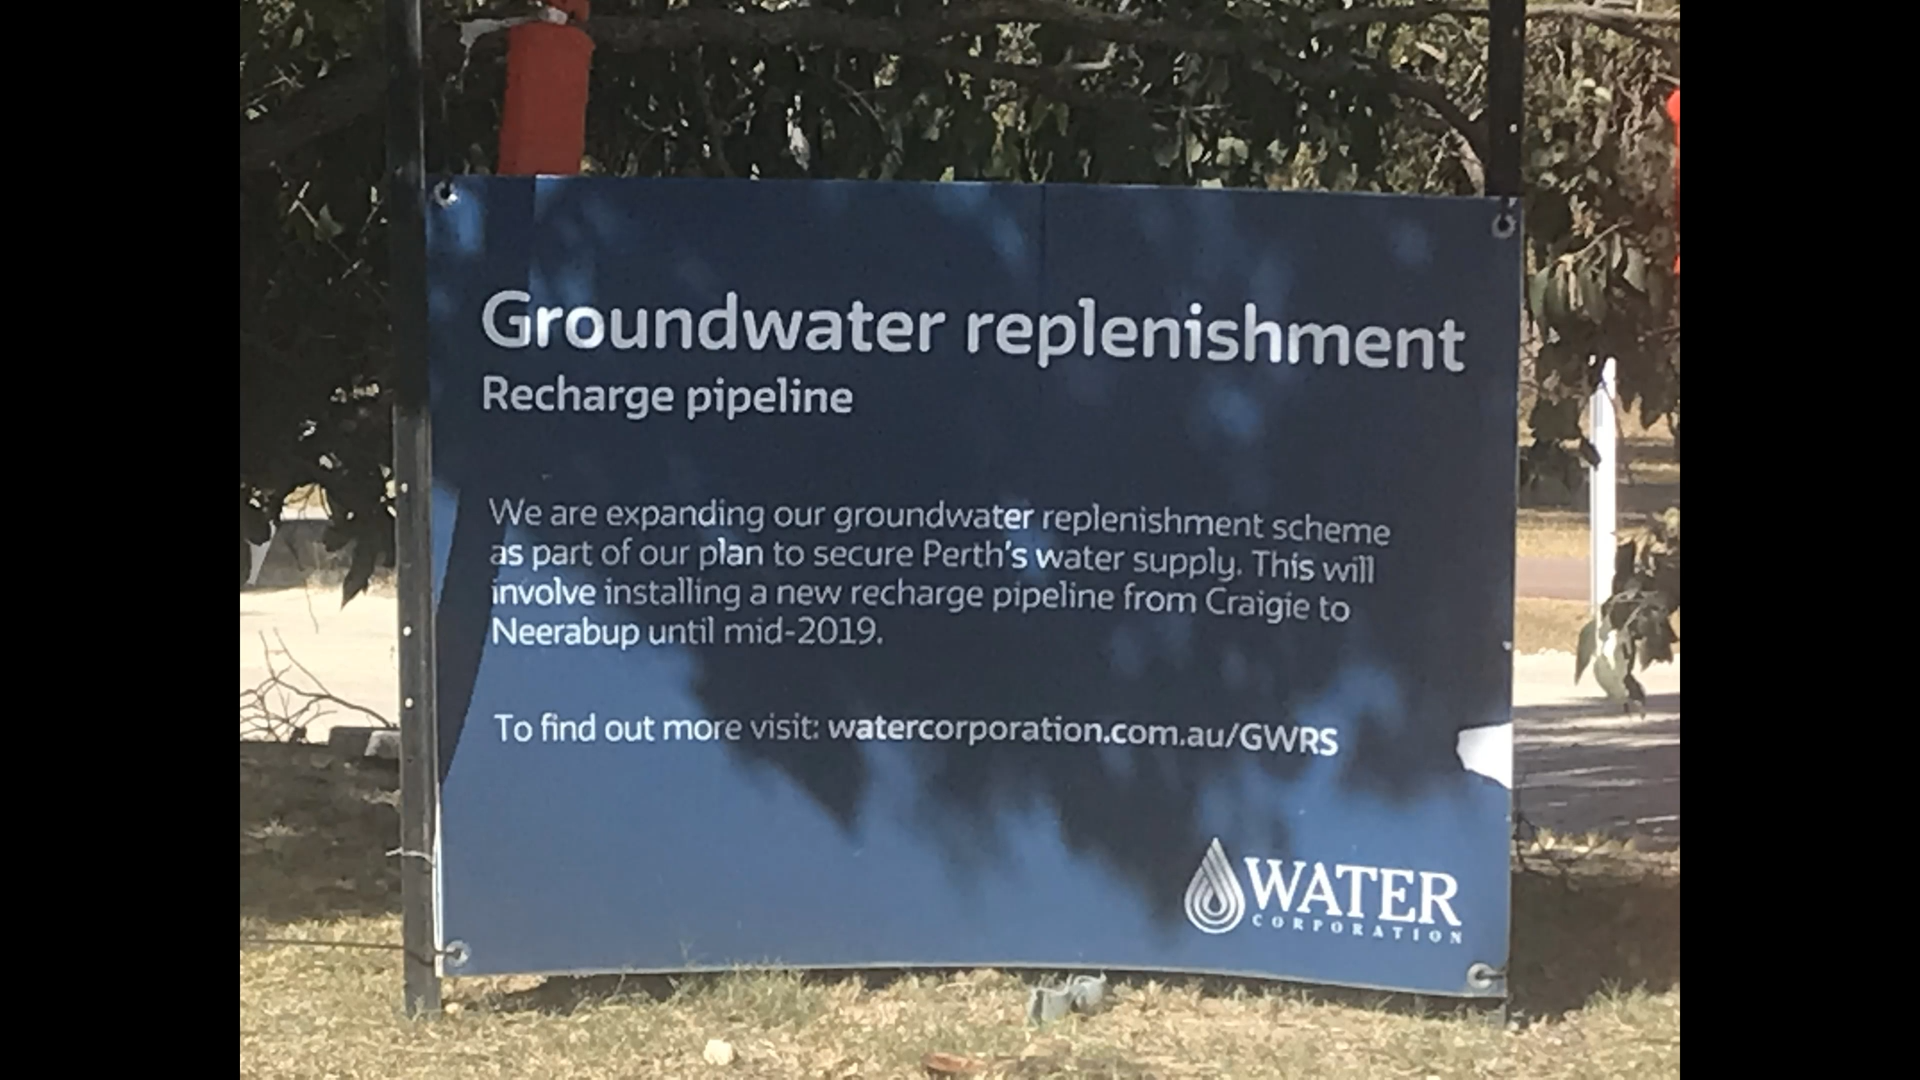 Groundwater replenishment
Recharge pipeline
We are expanding our groundwater replenishment scheme
as part of our plan to secure Perth's water supply. This will
involve installing a new recharge pipeline from Craigie to
Neerabup until mid-2019.
To find out more visit: watercorporation.com.au/GWRS
WATER
CORPORATION